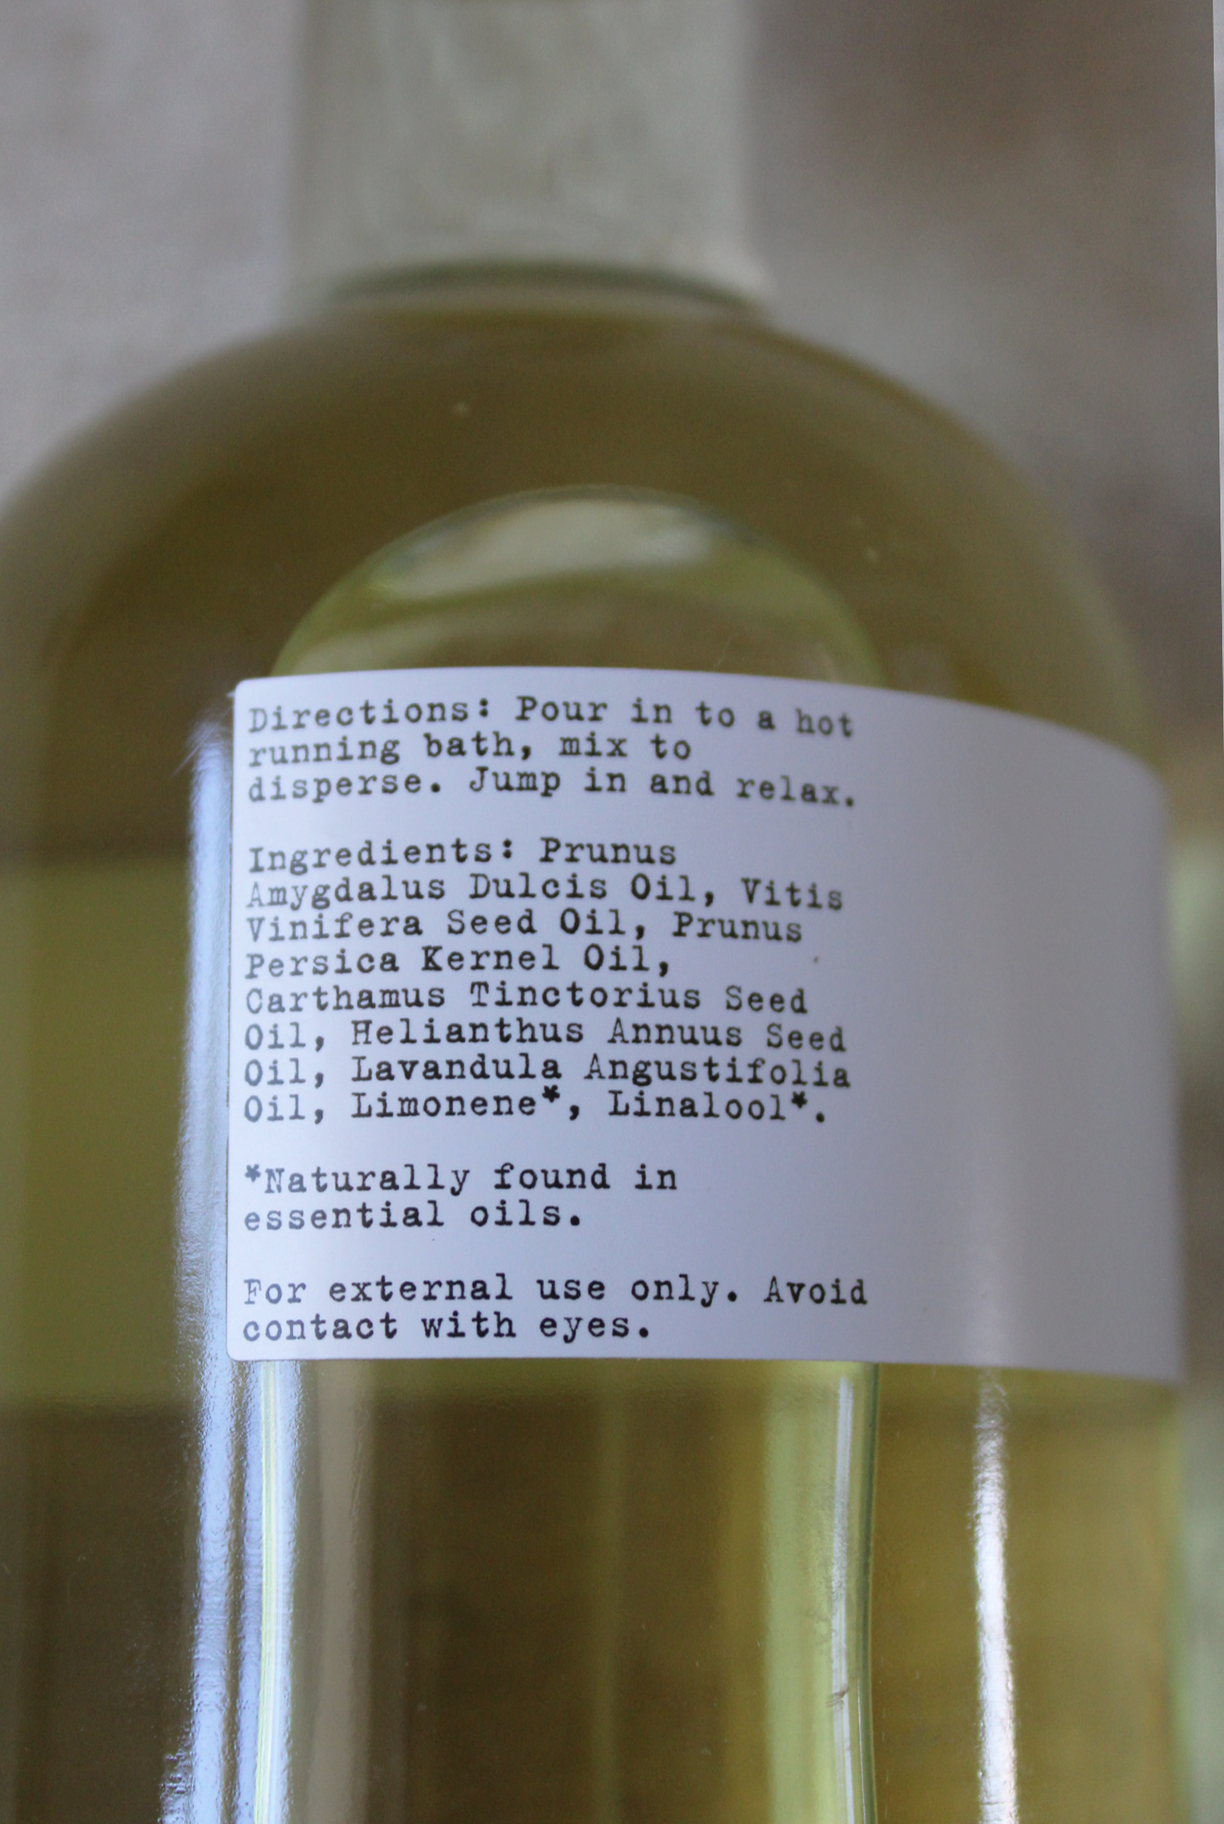 Directions: Pour in to a hot
running bath, mix to
disperse. Jump in and relax.
Ingredients: Prunus
Amygdalus Dulcis Oil, Vitis
Vinifera Seed Oil, Prunus
Persica Kernel Oil,
Carthamus Tinctorius Seed
Oil, Helianthus Annuus Seed
Oil, Lavandula Angustifolia
Oil, Limonene*, Linalool*.
*Naturally found in
essential oils.
For external use only. Avoid
contact with eyes.